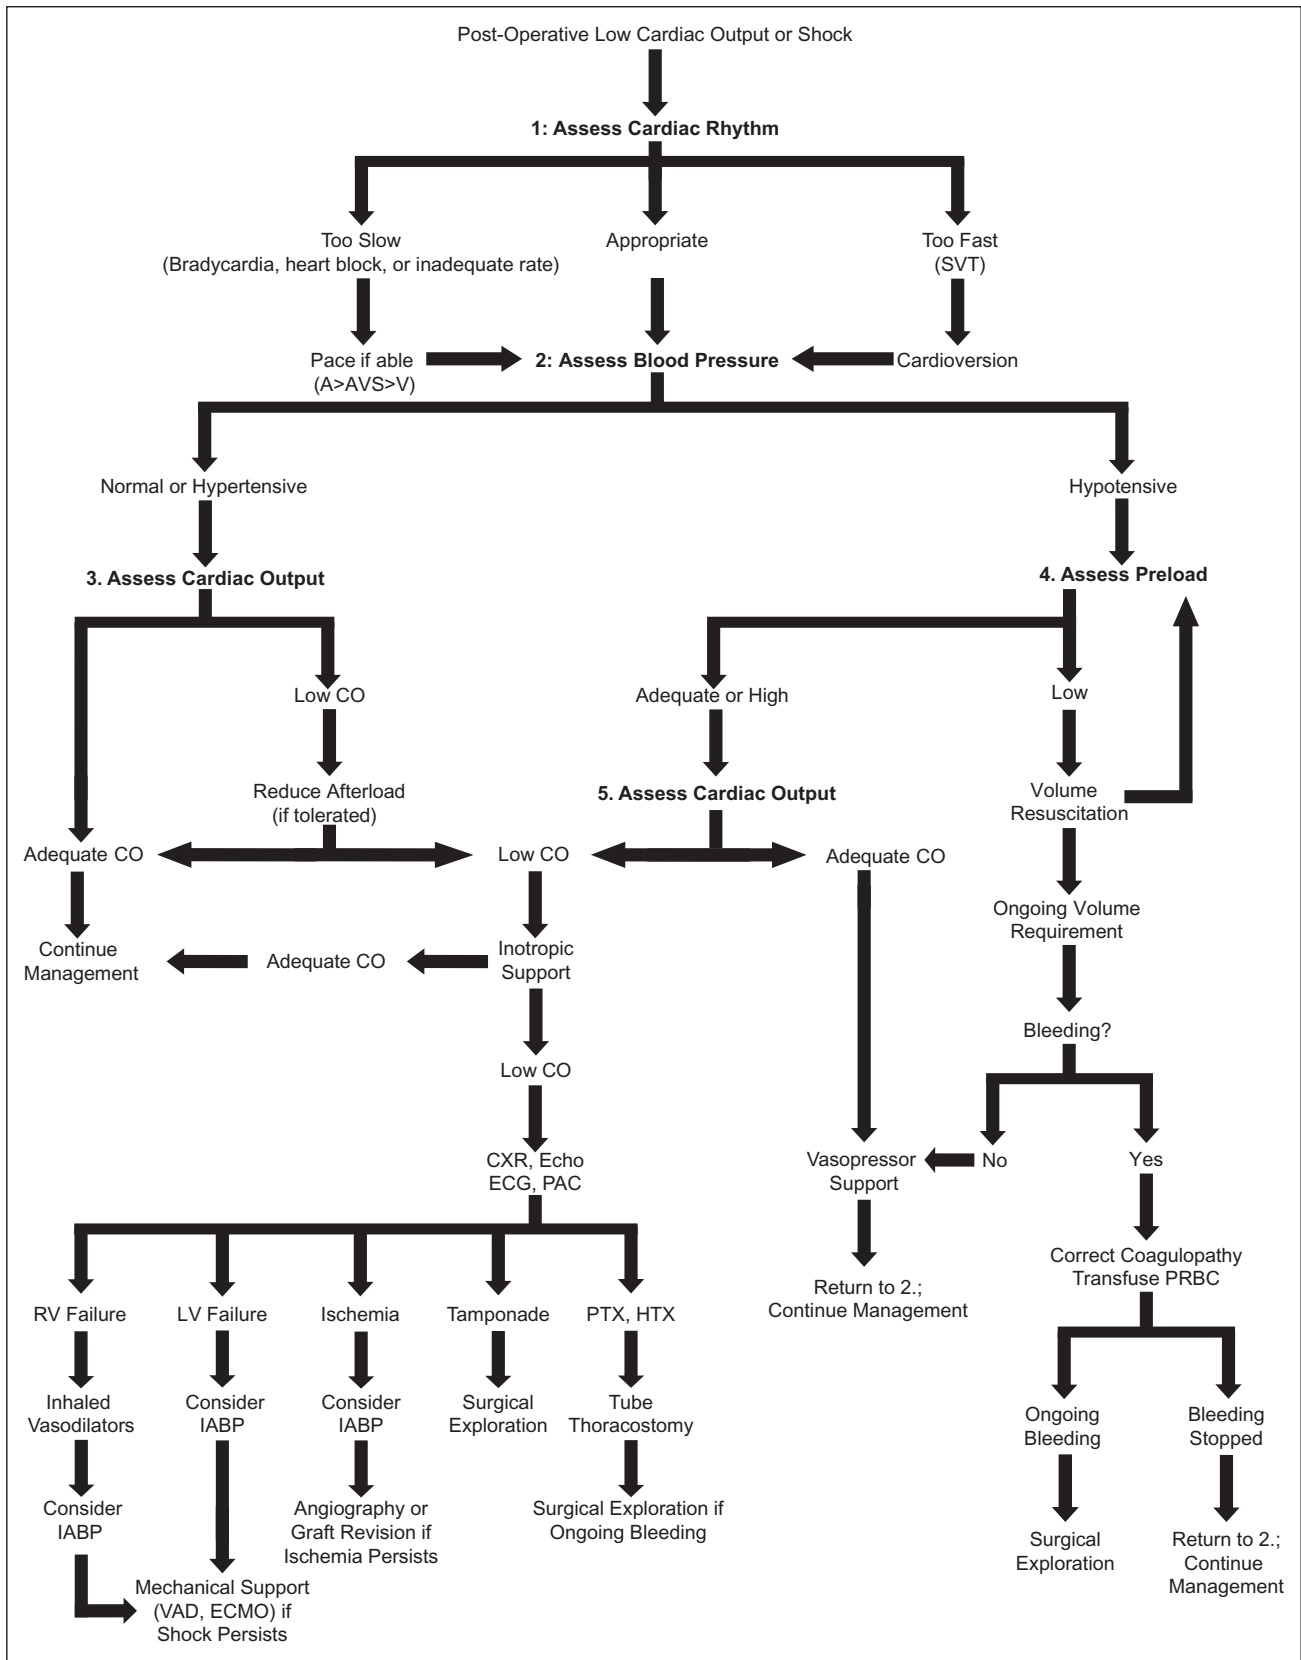 Post-Operative Low Cardiac Output or Shock
1: Assess Cardiac Rhythm
Too Slow
(Bradycardia, heart block, or inadequate rate)
Appropriate
Too Fast
(SVT)
Pace if able
(A>AVS>V)
2: Assess Blood Pressure
Cardioversion
Normal or Hypertensive
Hypotensive
3. Assess Cardiac Output
4. Assess Preload
Low CO
Adequate or High
Low
Reduce Afterload
(if tolerated)
5. Assess Cardiac Output
Volume
Resuscitation
Adequate CO
Low CO
Adequate CO
Ongoing Volume
Requirement
Continue
Management
Adequate CO
Inotropic
Support
Bleeding?
Low CO
CXR, Echo
ECG, PAC
Vasopressor
Support
No
Yes
Correct Coagulopathy
Transfuse PRBC
Return to 2.;
Continue Management
RV Failure
LV Failure
Ischemia
Tamponade
PTX, HTX
Inhaled
Vasodilators
Consider
IABP
Consider
IABP
Surgical
Exploration
Tube
Thoracostomy
Ongoing
Bleeding
Bleeding
Stopped
Consider
IABP
Angiography or
Graft Revision if
Ischemia Persists
Surgical Exploration if
Ongoing Bleeding
Surgical
Exploration
Return to 2.;
Continue
Management
Mechanical Support
(VAD, ECMO) if
Shock Persists